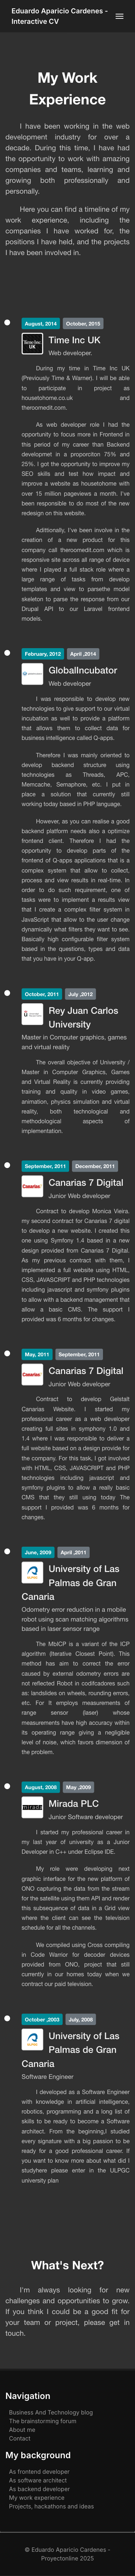 Eduardo Aparicio Cardenes -
Interactive CV
My Work
Experience
I have been working in the web
development industry for over a
decade. During this time, I have had
the opportunity to work with amazing
companies and teams, learning and
growing both professionally and
personally.
Here you can find a timeline of my
work experience, including the
companies I have worked for, the
positions I have held, and the projects
I have been involved in.
August, 2014
October, 2015
Time Inc UK
Web developer.
During my time in Time Inc UK
(Previously Time & Warner). I will be able
to participate in project as
housetohome.co.uk and
theroomedit.com.
As web developer role I had the
opportunity to focus more in Frontend in
this period of my career than Backend
developmet in a proporciton 75% and
25%. I got the opportunity to improve my
SEO skills and test how impact and
improve a website as housetohome with
over 15 million pageviews a month. I've
been responsible to do most of the new
redesign on this website.
Additionally, I've been involve in the
creation of a new product for this
company call theroomedit.com which is
responsive site across all range of device
where I played a full stack role where a
large range of tasks from develop
templates and view to parsethe model
skeleton to parse the response from our
Drupal API to our Laravel frontend
models.
February, 2012
April ,2014
GlobalIncubator
Web developer
I was responsible to develop new
technologies to give support to our virtual
incubation as well to provide a platform
that allows them to collect data for
business intelligence called Q-apps.
Therefore I was mainly oriented to
develop backend structure using
technologies as Threads, APC,
Memcache, Semaphore, etc. I put in
place a solution that currently still
working today based in PHP language.
However, as you can realise a good
backend platform needs also a optimize
frontend client. Therefore I had the
opportunity to develop parts of the
frontend of Q-apps applications that is a
complex system that allow to collect,
process and view results in real-time. In
order to do such requirement, one of
tasks were to implement a results view
that I create a complex filter system in
JavaScript that allow to the user change
dynamically what filters they want to see.
Basically high configurable filter system
based in the questions, types and data
that you have in your Q-app.
October, 2011
July ,2012
Rey Juan Carlos
University
Master in Computer graphics, games
and virtual reality
The overall objective of University /
Master in Computer Graphics, Games
and Virtual Reality is currently providing
training and quality in video games,
animation, physics simulation and virtual
reality, both technological and
methodological aspects of
implementation.
September, 2011
December, 2011
Canarias 7 Digital
Junior Web developer
Contract to develop Monica Vieira,
my second contract for Canarias 7 digital
to develop a new website. I created this
one using Symfony 1.4 based in a new
design provided from Canarias 7 Digital.
As my previous contract with them, I
implemented a full website using HTML,
CSS, JAVASCRIPT and PHP technologies
including javascript and symfony plugins
to allow with a backend management that
allow a basic CMS. The support I
provided was 6 months for changes.
May, 2011
September, 2011
Canarias 7 Digital
Junior Web developer
Contract to develop Getstalt
Canarias Website. I started my
professional career as a web developer
creating full sites in symphony 1.0 and
1.4 where I was responsible to deliver a
full website based on a design provide by
the company. For this task, I got involved
with HTML, CSS, JAVASCRIPT and PHP
technologies including javascript and
symfony plugins to allow a really basic
CMS that they still using today The
support I provided was 6 months for
changes.
June, 2009
April ,2011
University of Las
Palmas de Gran
Canaria
Odometry error reduction in a mobile
robot using scan matching algorithms
based in laser sensor range
The MbICP is a variant of the ICP
algorithm (Iterative Closest Point). This
method has aim to correct the error
caused by external odometry errors are
not reflected Robot in coordinates such
as: landslides on wheels, rounding errors,
etc. For It employs measurements of
range sensor (laser) whose
measurements have high accuracy within
its operating range giving a negligible
level of noise, which favors dimension of
the problem.
August, 2008
May ,2009
Mirada PLC
Junior Software developer
I started my professional career in
my last year of university as a Junior
Developer in C++ under Eclipse IDE.
My role were developing next
graphic interface for the new platform of
ONO capturing the data from the stream
for the satellite using them API and render
this subsequence of data in a Grid view
where the client can see the television
schedule for all the channels.
We compiled using Cross compiling
in Code Warrior for decoder devices
provided from ONO, project that still
currently in our homes today when we
contract our paid television.
October ,2003
July, 2008
University of Las
Palmas de Gran
Canaria
Software Engineer
I developed as a Software Engineer
with knowledge in artificial intelligence,
robotics, programming and a long list of
skills to be ready to become a Software
architect. From the beginning,I studied
every signature with a big passion to be
ready for a good professional career. If
you want to know more about what did I
studyhere please enter in the ULPGC
university plan
What's Next?
I'm always looking for new
challenges and opportunities to grow.
If you think I could be a good fit for
your team or project, please get in
touch.
Navigation
Business And Technology blog
The brainstorming forum
About me
Contact
My background
As frontend developer
As software architect
As backend developer
My work experience
Projects, hackathons and ideas
© Eduardo Aparicio Cardenes -
Proyectonline 2025